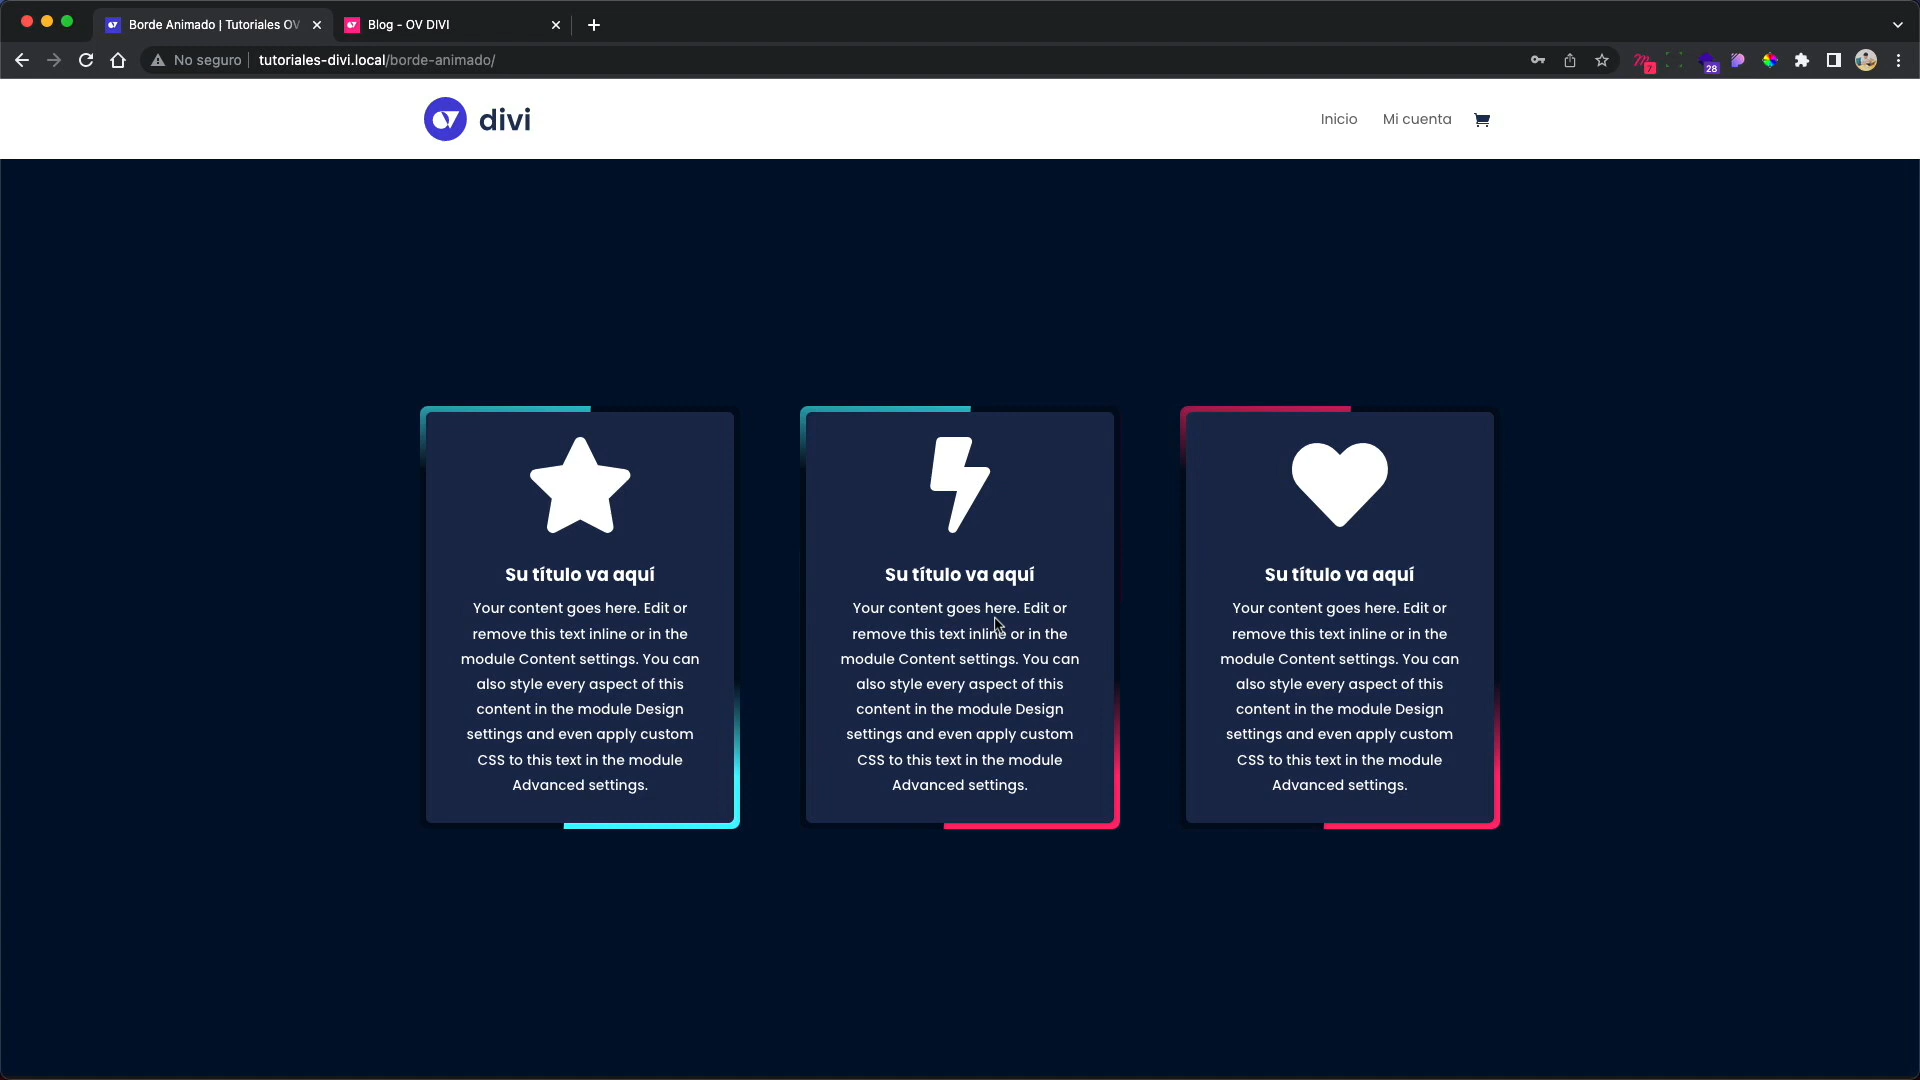 Borde Animado | Tutoriales OV
Blog - OV DIVI
No seguro
tutoriales-divi.local/borde-animado/
7
28
divi
Inicio
Mi cuenta
Su título va aquí
Your content goes here. Edit or
remove this text inline or in the
module Content settings. You can
also style every aspect of this
content in the module Design
settings and even apply custom
CSS to this text in the module
Advanced settings.
Su título va aquí
Your content goes here. Edit or
remove this text inline or in the
module Content settings. You can
also style every aspect of this
content in the module Design
settings and even apply custom
CSS to this text in the module
Advanced settings.
Su título va aquí
Your content goes here. Edit or
remove this text inline or in the
module Content settings. You can
also style every aspect of this
content in the module Design
settings and even apply custom
CSS to this text in the module
Advanced settings.